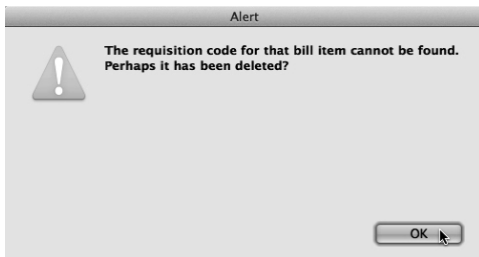 Alert
The requisition code for that bill item cannot be found.
Perhaps it has been deleted?
OK